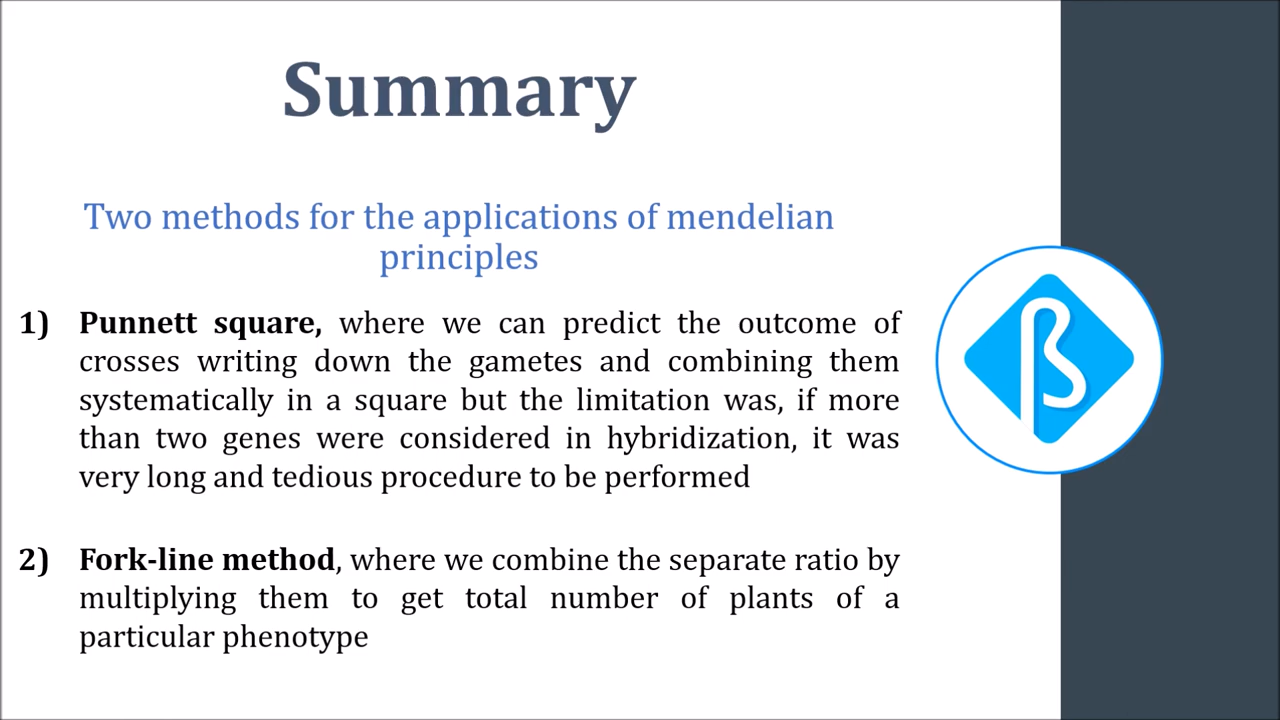 Summary
Two methods for the applications of mendelian
principles
1) Punnett square, where we can predict the outcome of
crosses writing down the gametes and combining them
systematically in a square but the limitation was, if more
than two genes were considered in hybridization, it was
very long and tedious procedure to be performed
2) Fork-line method, where we combine the separate ratio by
multiplying them to get total number of plants of a
particular phenotype